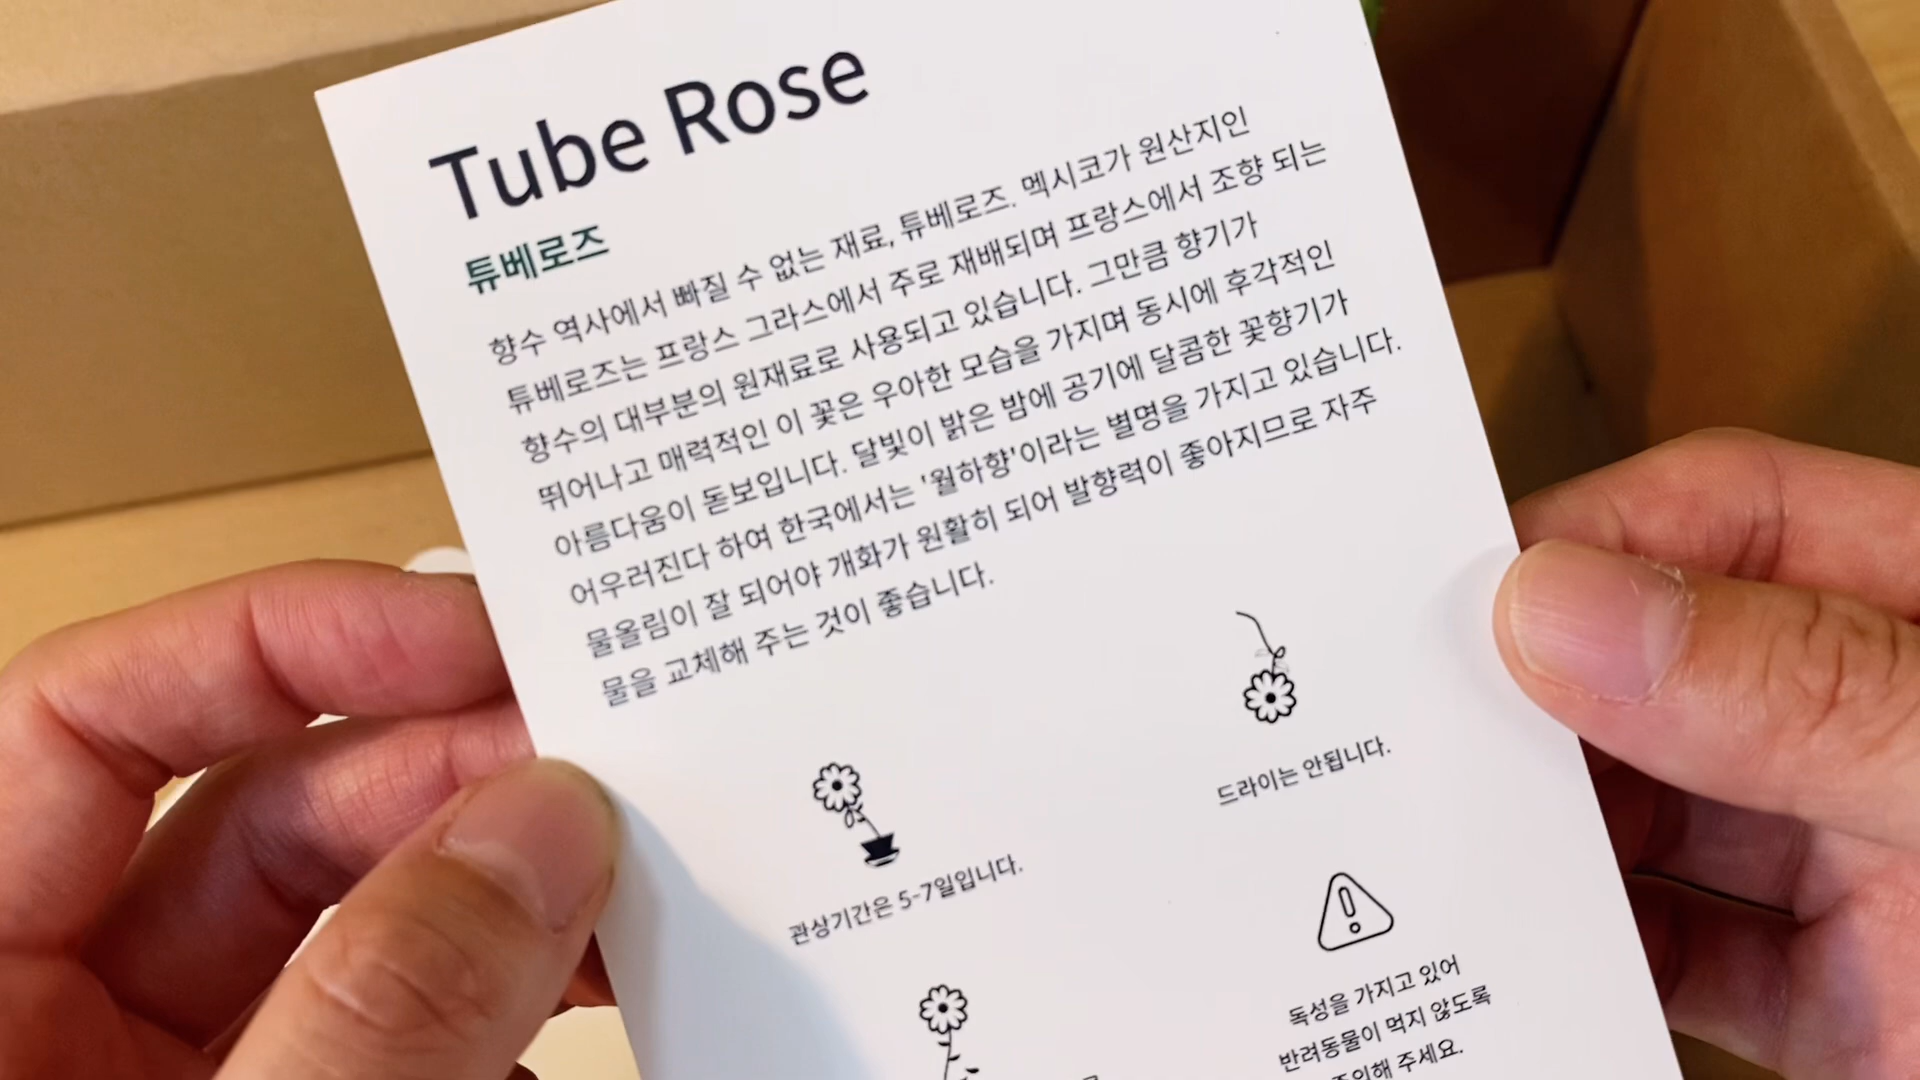 Tube Rose
튜베로즈
향수 역사에서 빠질 수 없는 재료, 튜베로즈. 멕시코가 원산지인
튜베로즈는 프랑스 그라스에서 주로 재배되며 프랑스에서 조향 되는
향수의 대부분의 원재료로 사용되고 있습니다. 그만큼 향기가
뛰어나고 매력적인 이 꽃은 우아한 모습을 가지며 동시에 후각적인
아름다움이 돋보입니다. 달빛이 밝은 밤에 공기에 달콤한 꽃향기가
어우러진다 하여 한국에서는 '월하향'이라는 별명을 가지고 있습니다.
물올림이 잘 되어야 개화가 원활히 되어 발향력이 좋아지므로 자주
물을 교체해 주는 것이 좋습니다.
드라이는 안됩니다.
관상기간은 5-7일입니다.
독성을 가지고 있어
반려동물이 먹지 않도록
주의해 주세요.